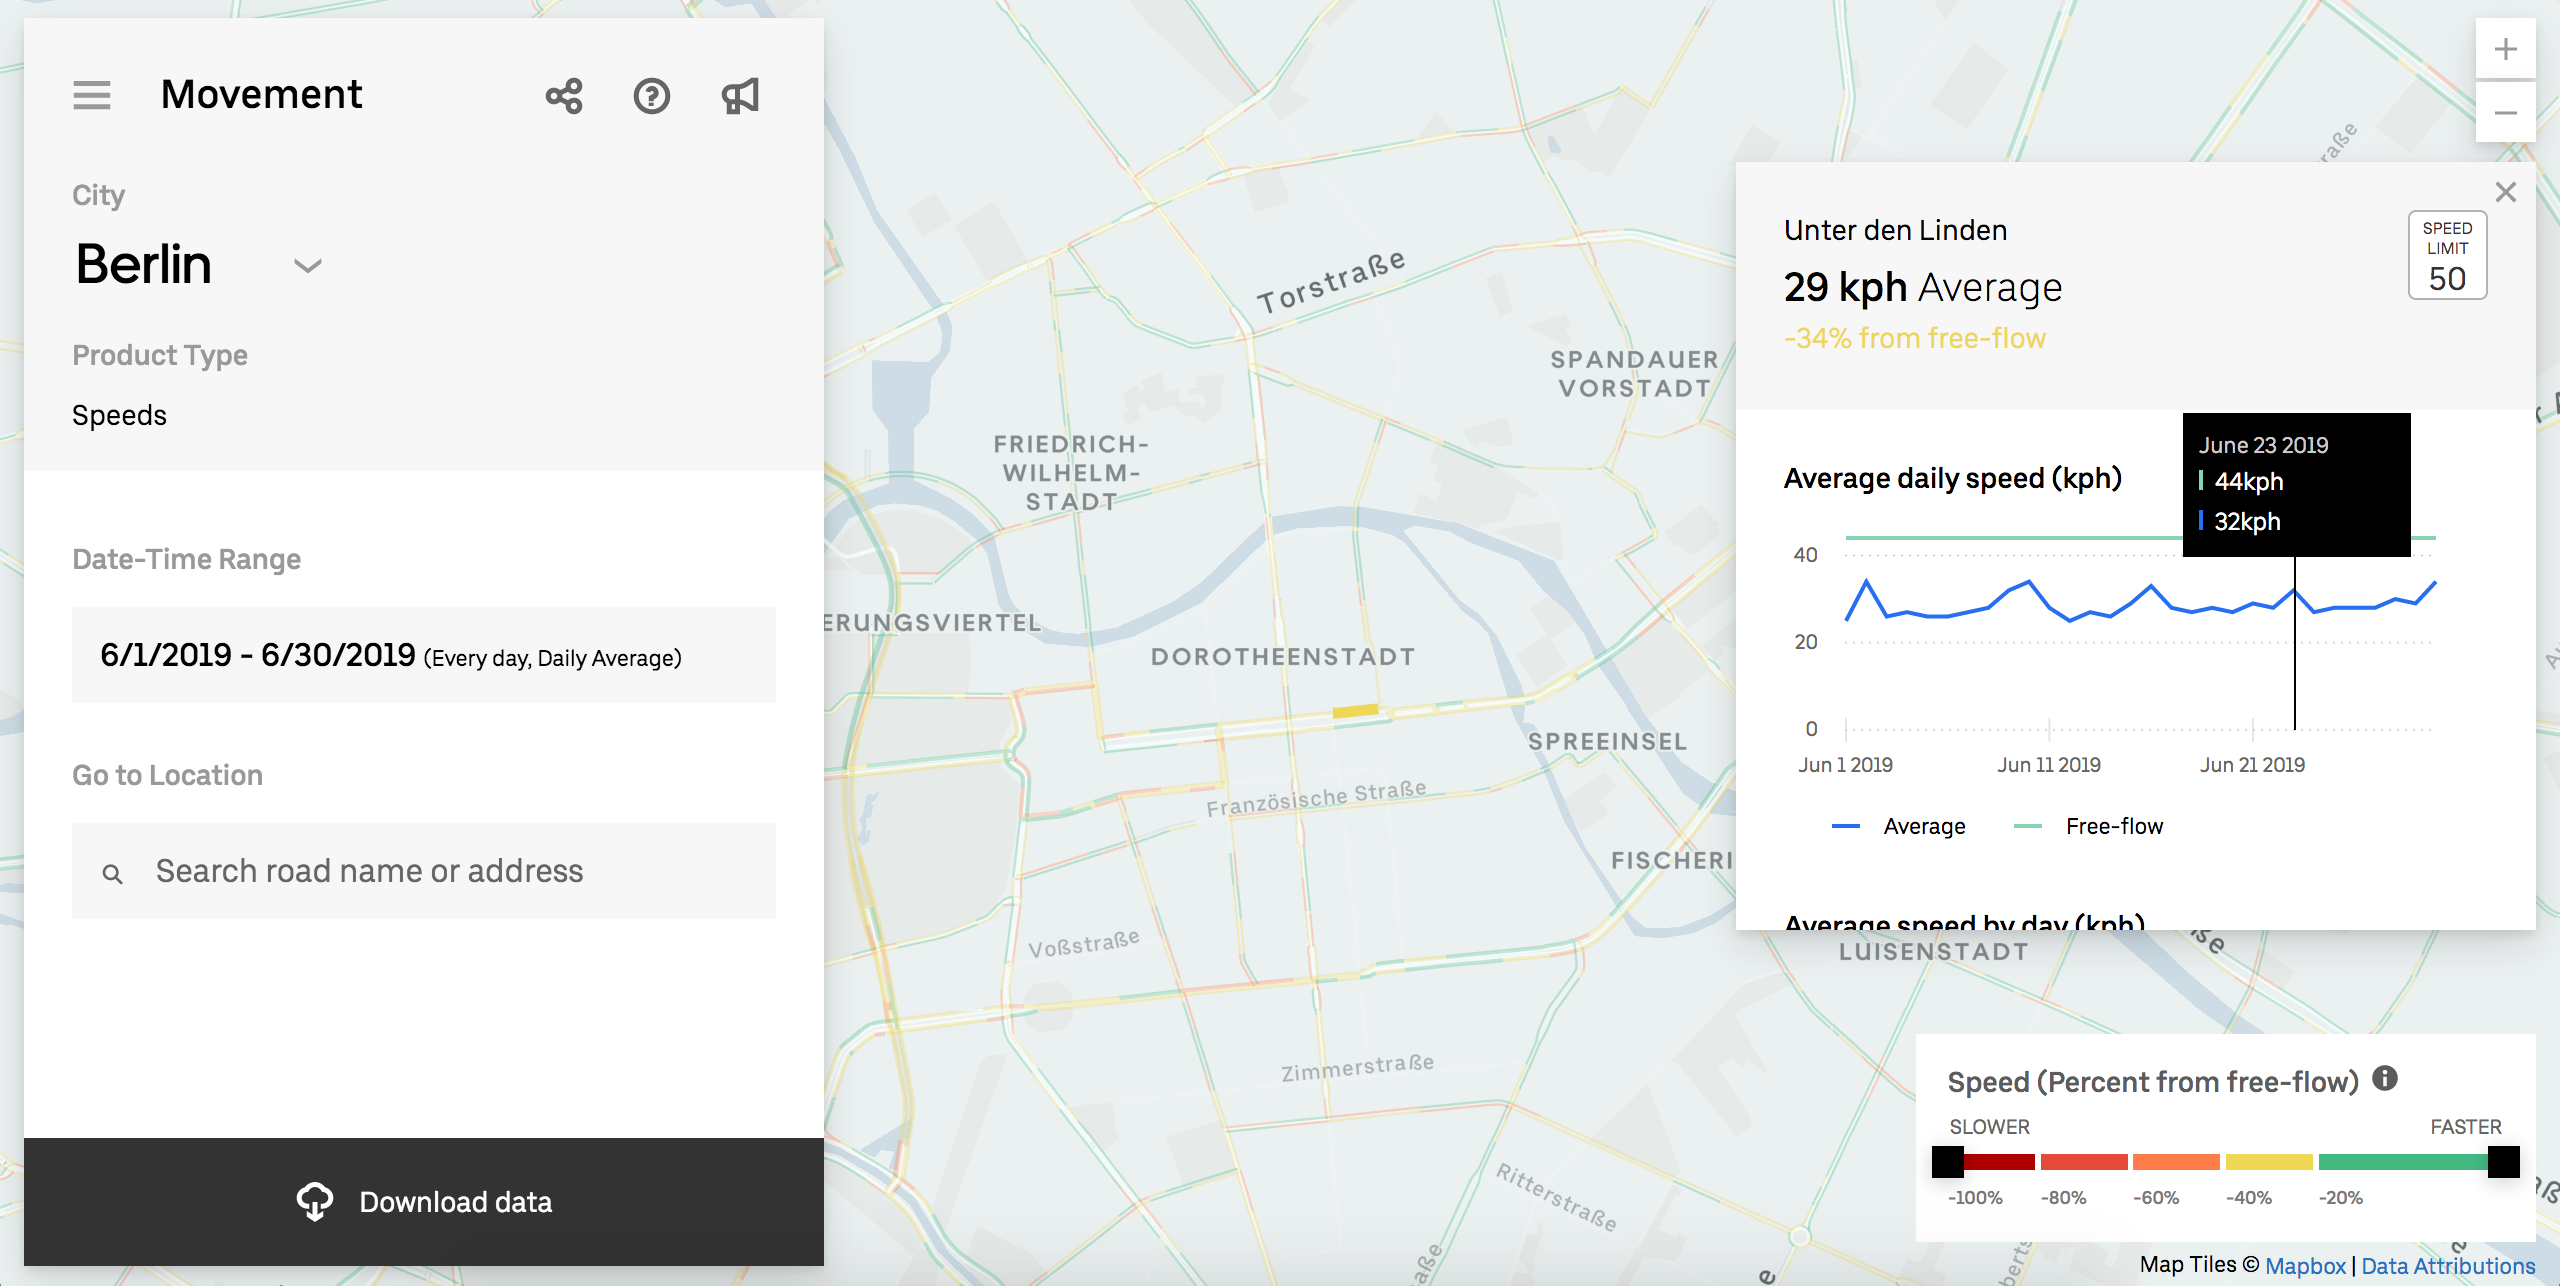 Movement
City
Berlin
Product Type
Speeds
Date-Time Range
6/1/2019 - 6/30/2019 (Every day, Daily Average)
Go to Location
Search road name or address
Download data
Torstraße
SPANDAUER
VORSTADT
FRIEDRICH-
WILHELM-
STADT
ERUNGSVIERTEL
DOROTHEENSTADT
SPREEINSEL
Französische Straße
FISCHERI
Voßstraße
LUISENSTADT
Zimmerstraße
Ritterstraße
raße
aße
ße
+
−
Unter den Linden
SPEED
LIMIT
50
29 kph Average
-34% from free-flow
Average daily speed (kph)
June 23 2019
44kph
32kph
40
20
0
Jun 1 2019
Jun 11 2019
Jun 21 2019
Average
Free-flow
Average speed by day (kph)
Speed (Percent from free-flow)
SLOWER
FASTER
-100%
-80%
-60%
-40%
-20%
Map Tiles © Mapbox | Data Attributions